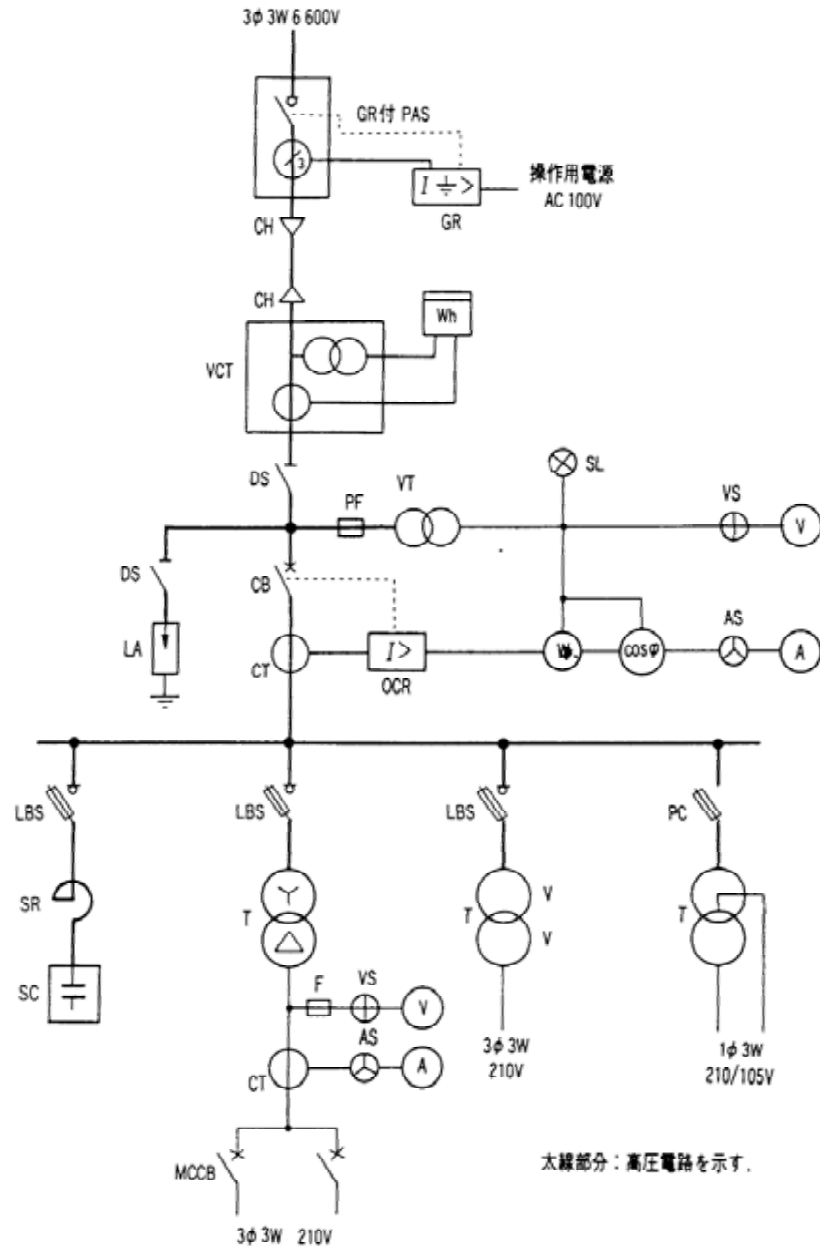 3φ 3W 6 600V
GR付 PAS
3
I >
GR
操作用電源
AC 100V
CH
CH
Wh
VCT
DS
PF
VT
SL
VS
V
DS
CB
LA
CT
I>
OCR
cosφ
AS
A
LBS
LBS
LBS
PC
SR
T
T
V
V
T
SC
F
VS
V
CT
AS
A
3φ 3W
210V
1φ 3W
210/105V
MCCB
3φ 3W 210V
太線部分：高圧電路を示す.